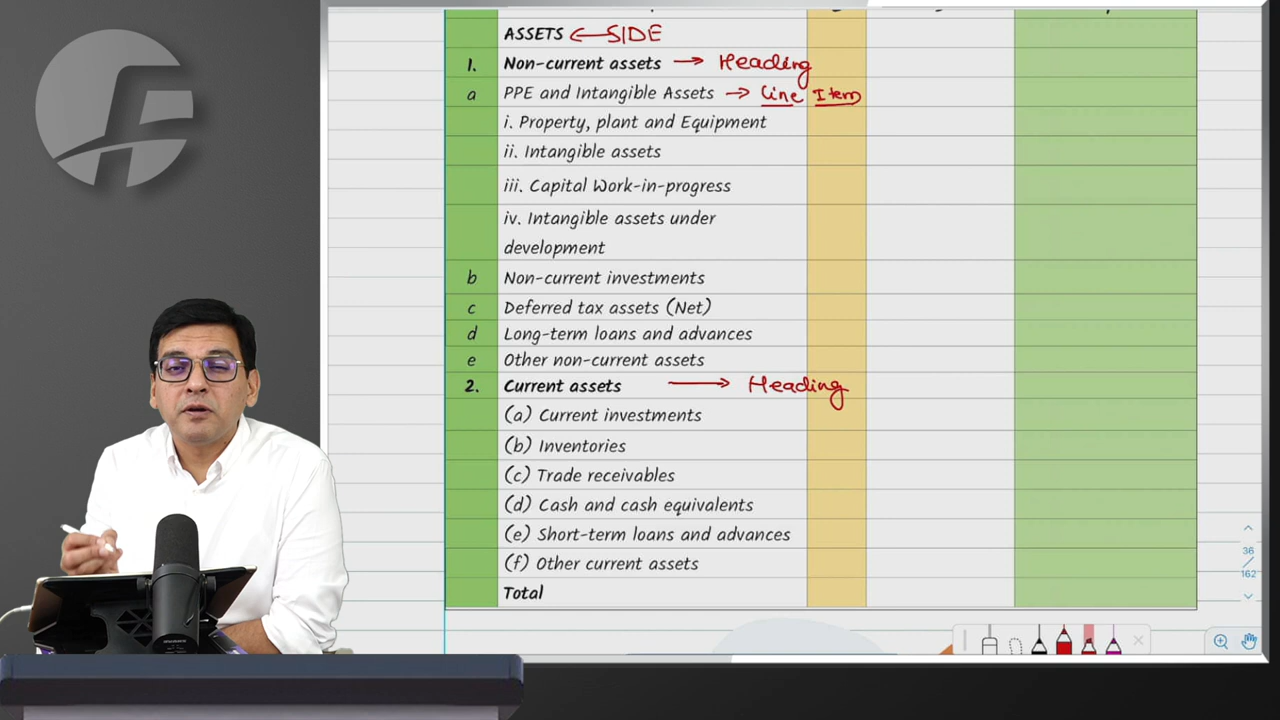 ASSETS ← SIDE
1. Non-current assets → Heading
a PPE and Intangible Assets → Line Item
i. Property, plant and Equipment
ii. Intangible assets
iii. Capital Work-in-progress
iv. Intangible assets under
development
b Non-current investments
c Deferred tax assets (Net)
d Long-term loans and advances
e Other non-current assets
2. Current assets → Heading
(a) Current investments
(b) Inventories
(c) Trade receivables
(d) Cash and cash equivalents
(e) Short-term loans and advances
(f) Other current assets
Total
36
162